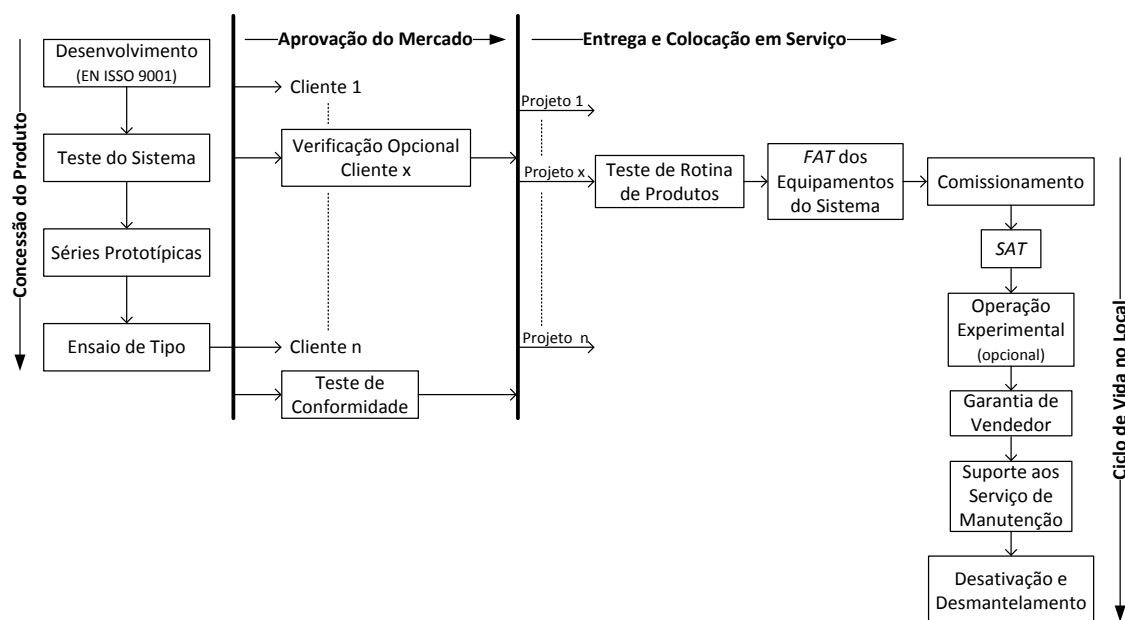 Concessão do Produto
Desenvolvimento
(EN ISSO 9001)
Teste do Sistema
Séries Prototípicas
Ensaio de Tipo
Aprovação do Mercado
Cliente 1
Verificação Opcional
Cliente x
Cliente n
Teste de
Conformidade
Entrega e Colocação em Serviço
Projeto 1
Projeto x
Projeto n
Teste de Rotina
de Produtos
FAT dos
Equipamentos
do Sistema
Comissionamento
SAT
Operação
Experimental
(opcional)
Garantia de
Vendedor
Suporte aos
Serviço de
Manutenção
Desativação e
Desmantelamento
Ciclo de Vida no Local